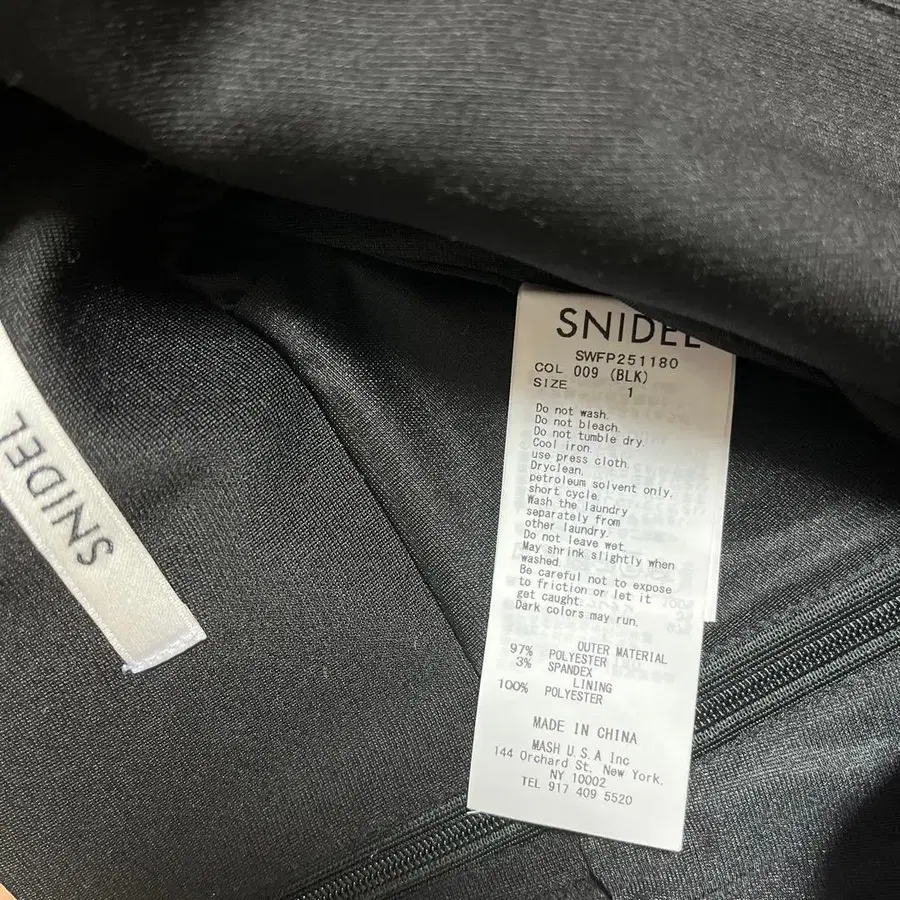 SNIDEL
SNIDEL
SWFP251180
COL 009 (BLK)
SIZE 1
Do not wash.
Do not bleach.
Do not tumble dry.
Cool iron.
use press cloth.
Dryclean.
petroleum solvent only.
short cycle.
Wash the laundry
separately from
other laundry.
Do not leave wet.
May shrink slightly when
washed.
Be careful not to expose
to friction or let it
get caught.
Dark colors may run.
OUTER MATERIAL
97% POLYESTER
3% SPANDEX
LINING
100% POLYESTER
MADE IN CHINA
MASH U.S.A Inc
144 Orchard St. New York.
NY 10002
TEL 917 409 5520